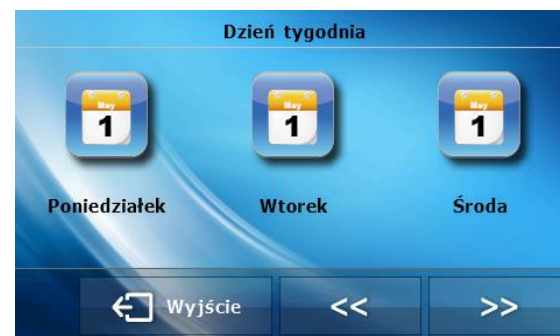 Dzień tygodnia
May May May
1 1 1
Poniedziałek Wtorek Środa
Wyjście << >>